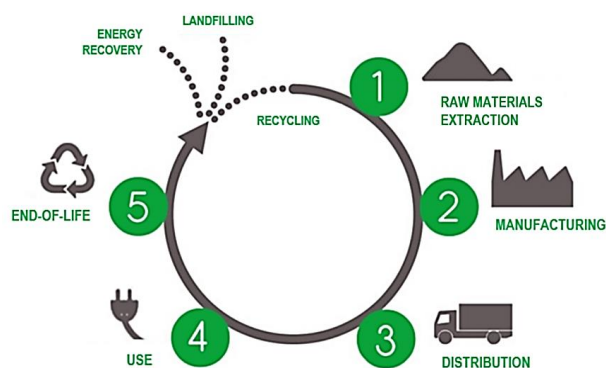 LANDFILLING
ENERGY
RECOVERY
RECYCLING
1
RAW MATERIALS
EXTRACTION
2
MANUFACTURING
3
DISTRIBUTION
4
USE
5
END-OF-LIFE